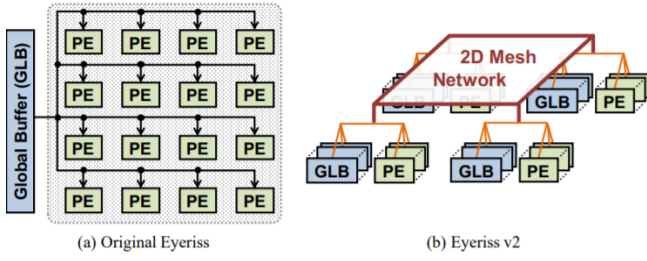 Global Buffer (GLB)
PE PE PE PE
PE PE PE PE
PE PE PE PE
PE PE PE PE
(a) Original Eyeriss
2D Mesh
Network
GLB PE GLB PE
GLB PE GLB PE
(b) Eyeriss v2